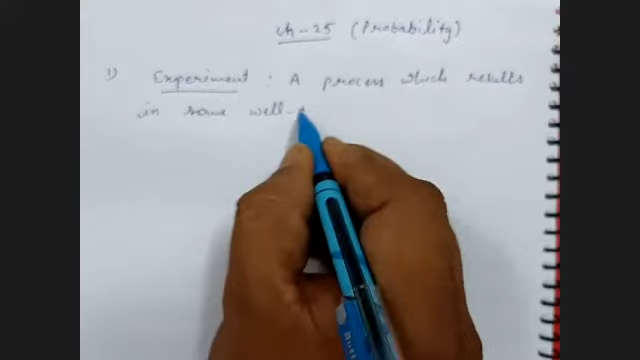 ch-25 (Probability)
1) Experiment : A process which results
in some well-